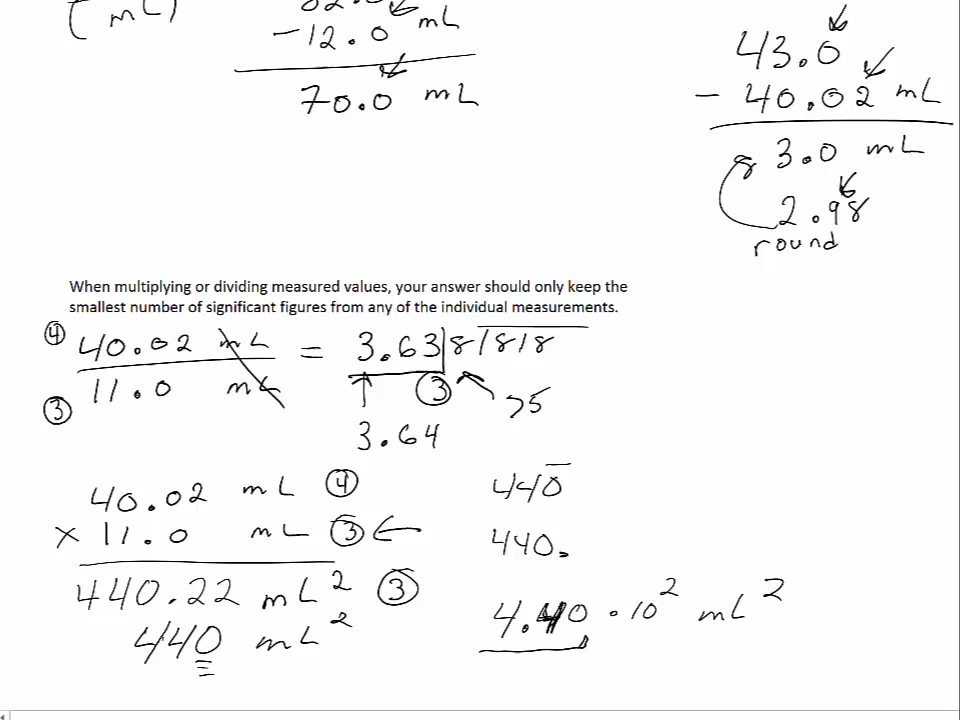 (mL)
-12.0 mL
70.0 mL
43.0
- 40.02 mL
3.0 mL
2.98
round
When multiplying or dividing measured values, your answer should only keep the
smallest number of significant figures from any of the individual measurements.
④ 40.02 mL = 3.63|81818
③ 11.0 mL
③ >5
3.64
40.02 mL ④
× 11.0 mL ③ ←
440.22 mL² ③
440 mL²
440̅
440.
4.40 · 10² mL²